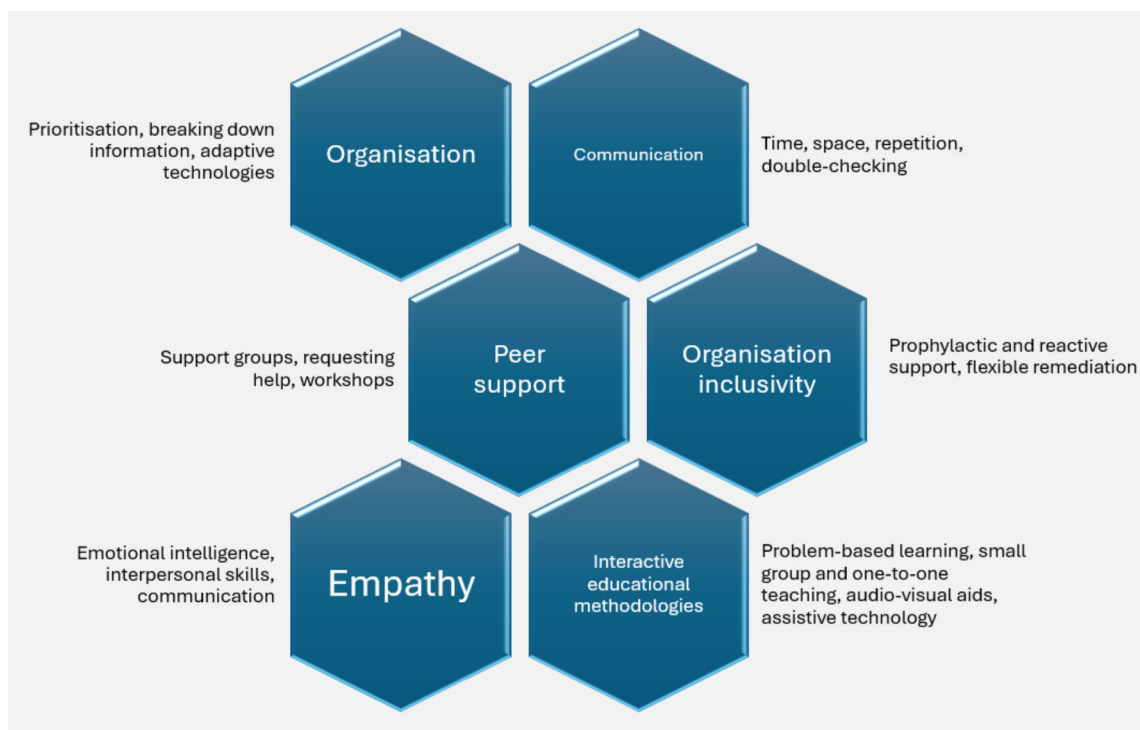 Prioritisation, breaking down
information, adaptive
technologies
Organisation
Communication
Time, space, repetition,
double-checking
Support groups, requesting
help, workshops
Peer
support
Organisation
inclusivity
Prophylactic and reactive
support, flexible remediation
Emotional intelligence,
interpersonal skills,
communication
Empathy
Interactive
educational
methodologies
Problem-based learning, small
group and one-to-one
teaching, audio-visual aids,
assistive technology